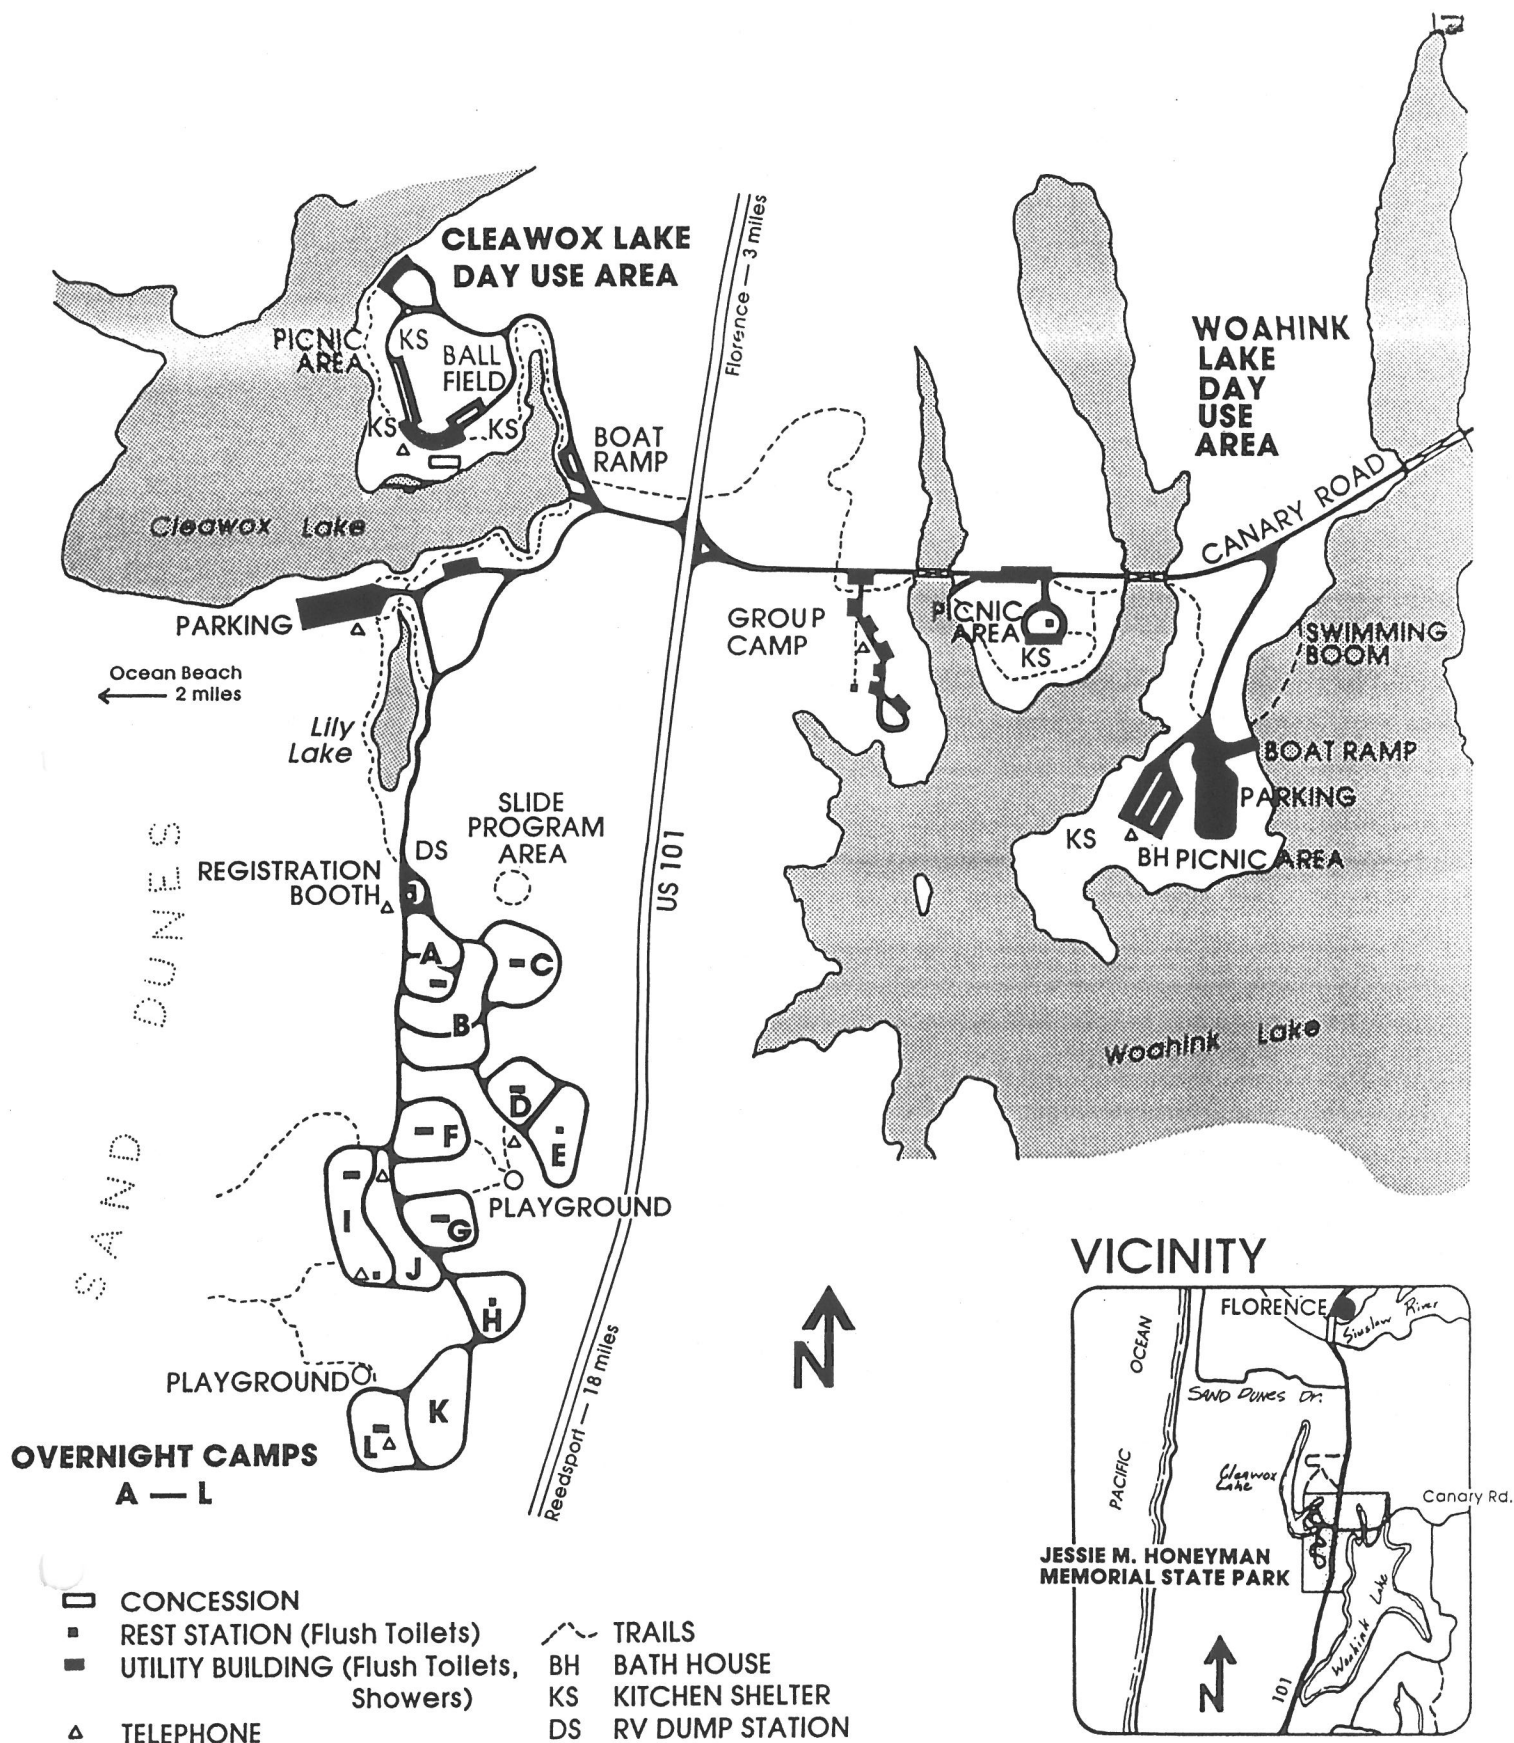 CLEAWOX LAKE
DAY USE AREA
PICNIC
AREA
KS
BALL
FIELD
KS
KS
BOAT
RAMP
Cleawox Lake
Florence — 3 miles
WOAHINK
LAKE
DAY
USE
AREA
CANARY ROAD
PARKING
Ocean Beach
2 miles
Lily
Lake
GROUP
CAMP
PICNIC
AREA
KS
SWIMMING
BOOM
BOAT RAMP
PARKING
KS
BH PICNIC AREA
SLIDE
PROGRAM
AREA
DS
REGISTRATION
BOOTH
US 101
SAND DUNES
A
C
B
D
E
F
PLAYGROUND
I
G
J
H
PLAYGROUND
K
L
Woahink Lake
OVERNIGHT CAMPS
A — L
Reedsport — 18 miles
N
VICINITY
FLORENCE
Siuslaw River
OCEAN
SAND DUNES Dr.
PACIFIC
Cleawox
Lake
Canary Rd.
JESSIE M. HONEYMAN
MEMORIAL STATE PARK
Woahink Lake
N
101
CONCESSION
REST STATION (Flush Toilets)
UTILITY BUILDING (Flush Toilets,
Showers)
TELEPHONE
TRAILS
BH BATH HOUSE
KS KITCHEN SHELTER
DS RV DUMP STATION